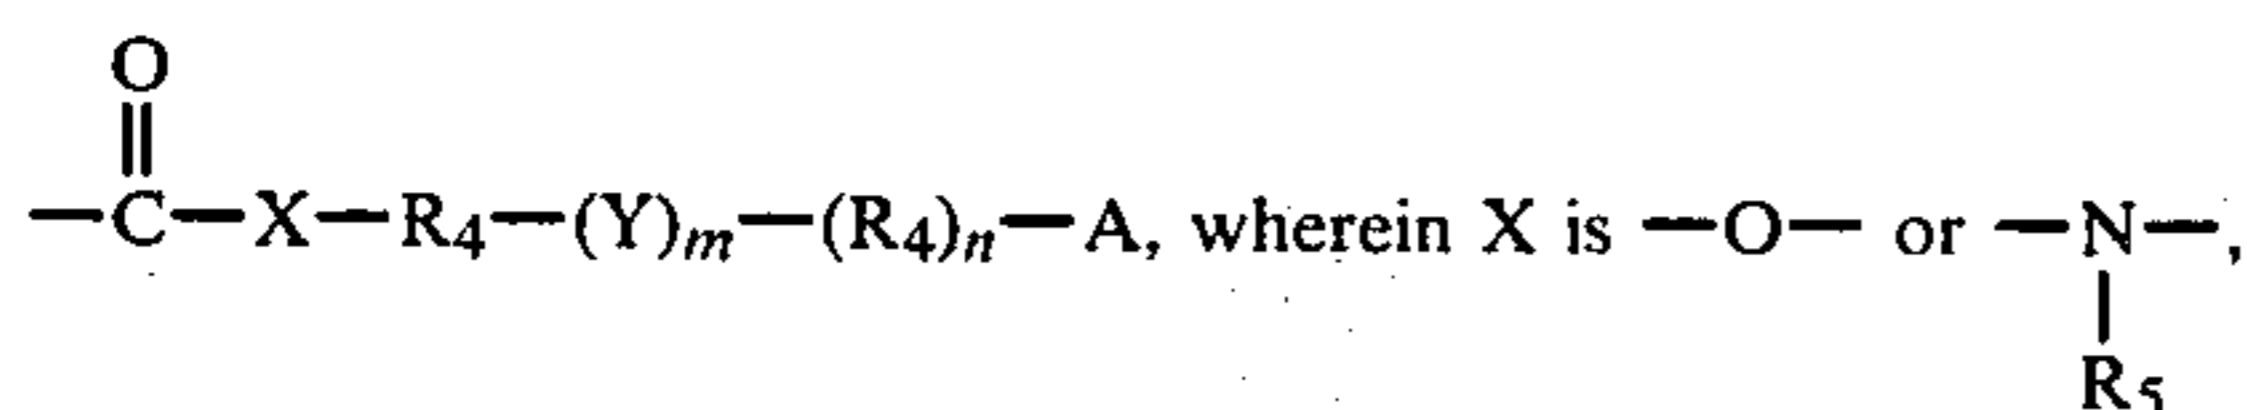 O
—C—X—R4—(Y)m—(R4)n—A, wherein X is —O— or —N—,
R5